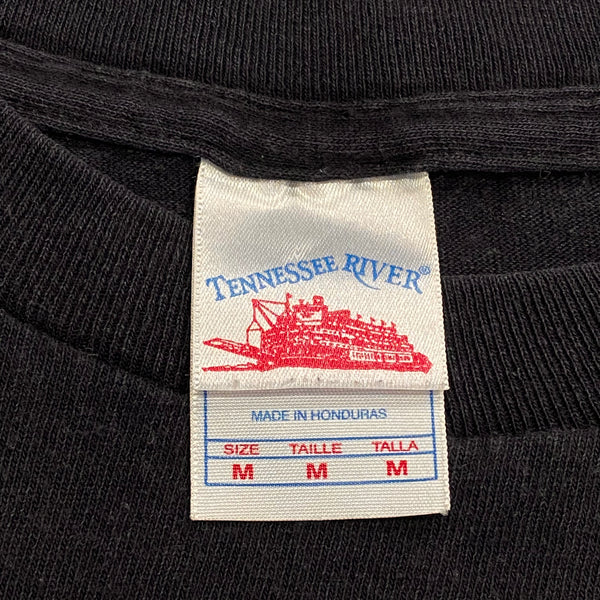 TENNESSEE RIVER®
MADE IN HONDURAS
SIZE TAILLE TALLA
M M M